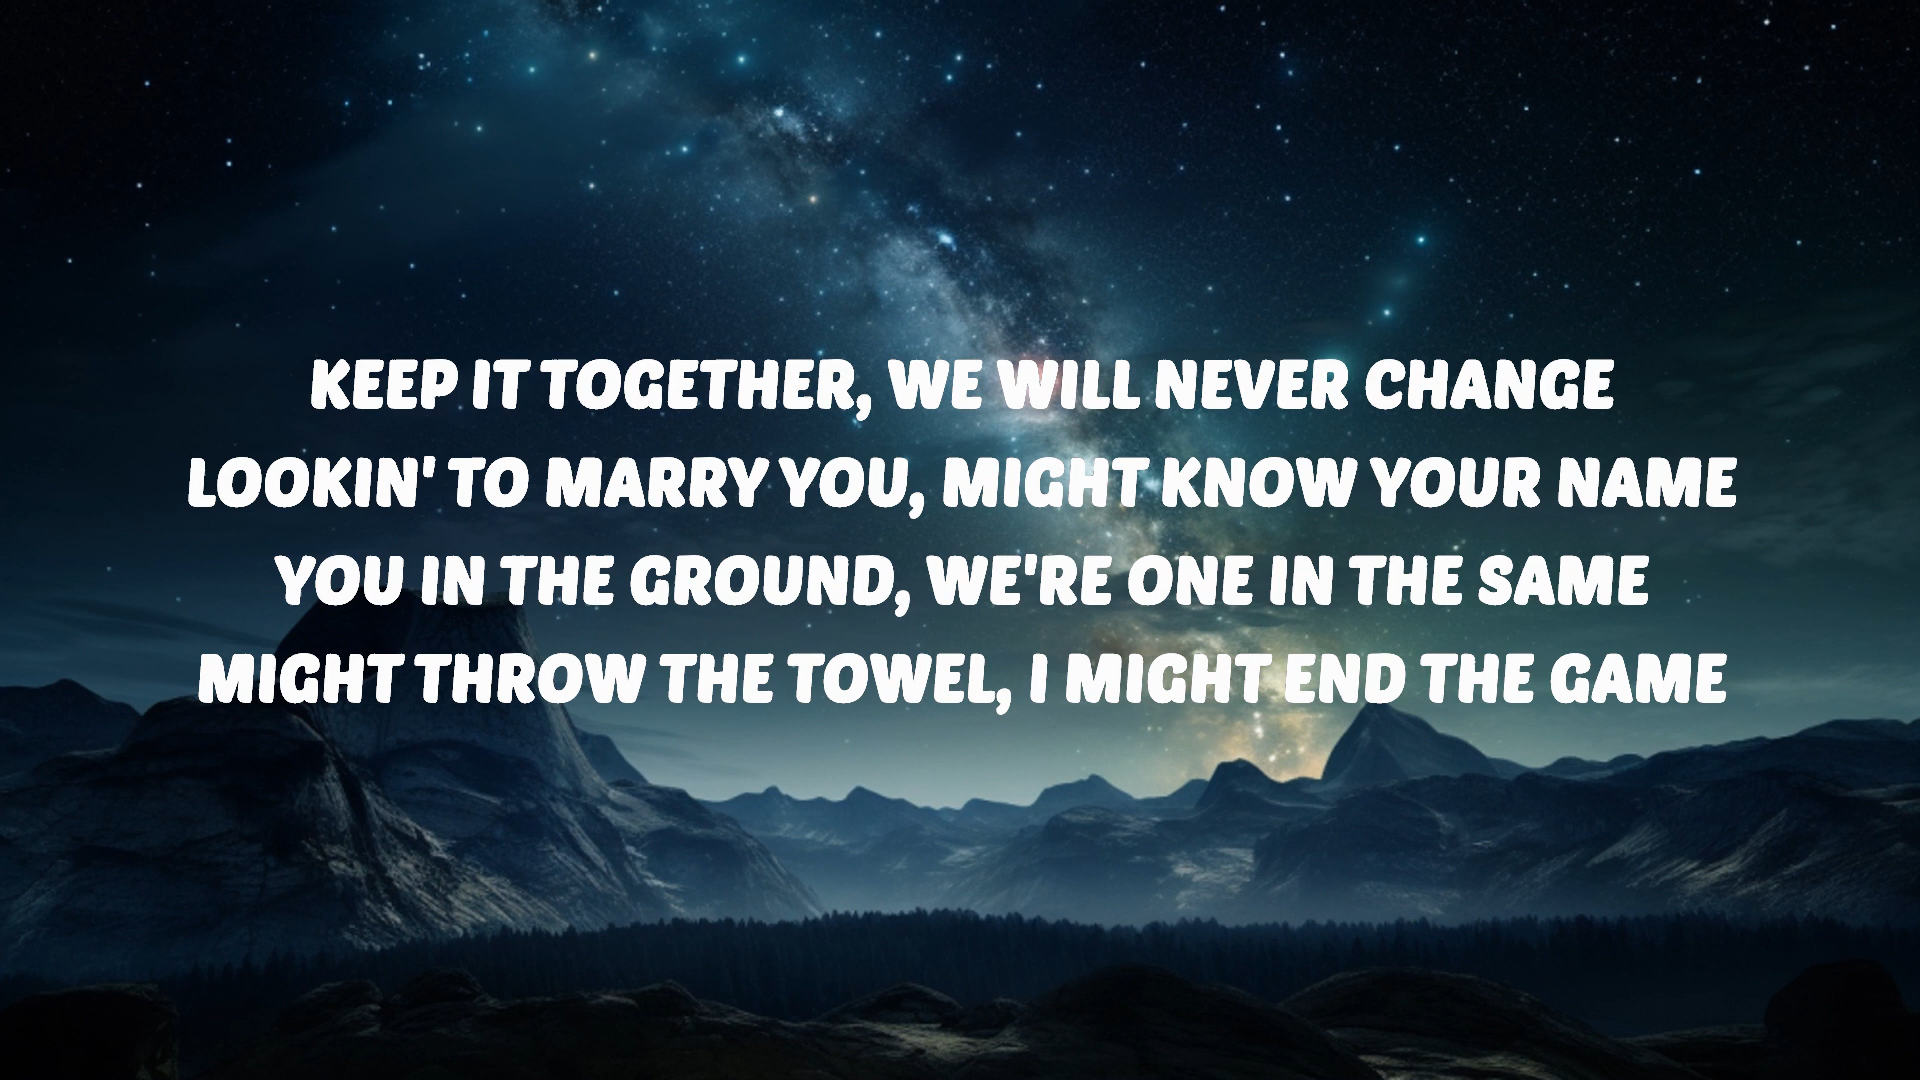 KEEP IT TOGETHER, WE WILL NEVER CHANGE
LOOKIN' TO MARRY YOU, MIGHT KNOW YOUR NAME
YOU IN THE GROUND, WE'RE ONE IN THE SAME
MIGHT THROW THE TOWEL, I MIGHT END THE GAME